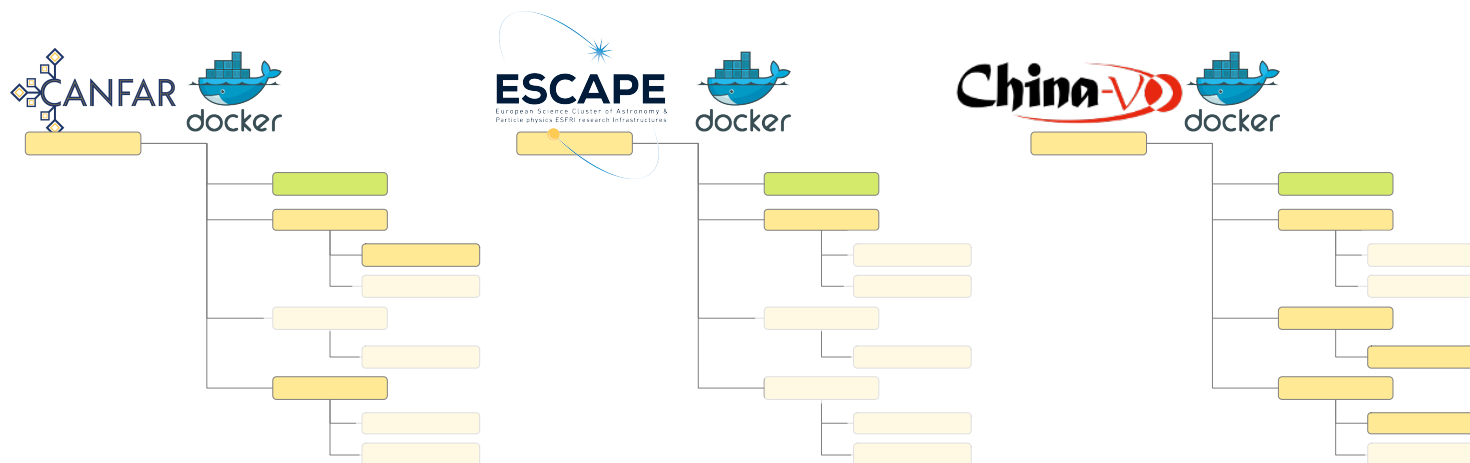 CANFAR
docker
ESCAPE
European Science Cluster of Astronomy &
Particle physics ESFRI research Infrastructures
docker
China-VO
docker